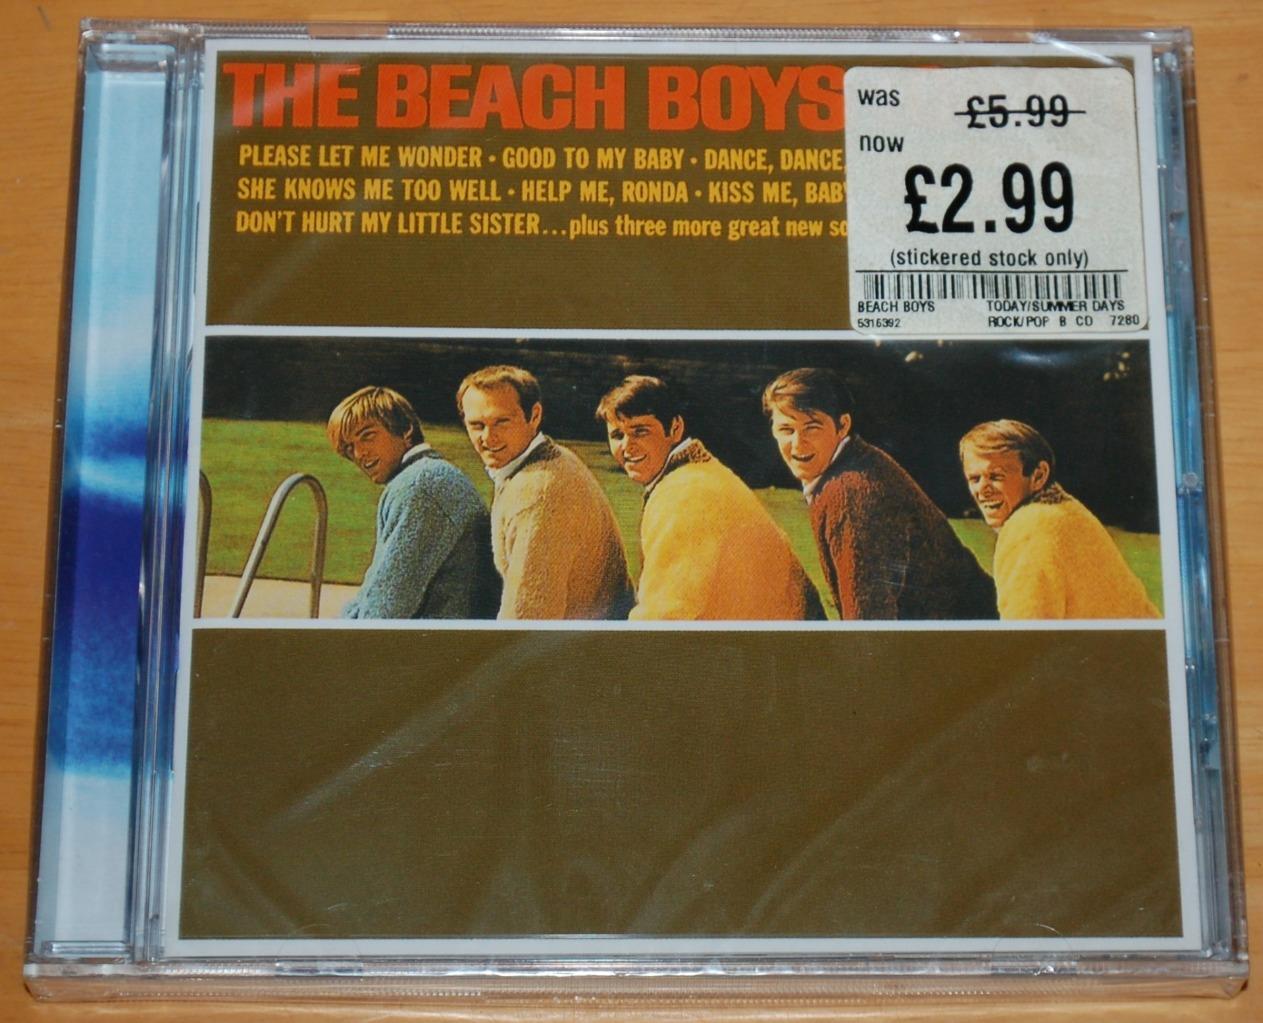 THE BEACH BOYS
PLEASE LET ME WONDER • GOOD TO MY BABY • DANCE, DANCE,
SHE KNOWS ME TOO WELL • HELP ME, RONDA • KISS ME, BABY
DON'T HURT MY LITTLE SISTER...plus three more great new
was £5.99
now
£2.99
(stickered stock only)
BEACH BOYS TODAY/SUMMER DAYS
5316392 ROCK/POP B CD 7280